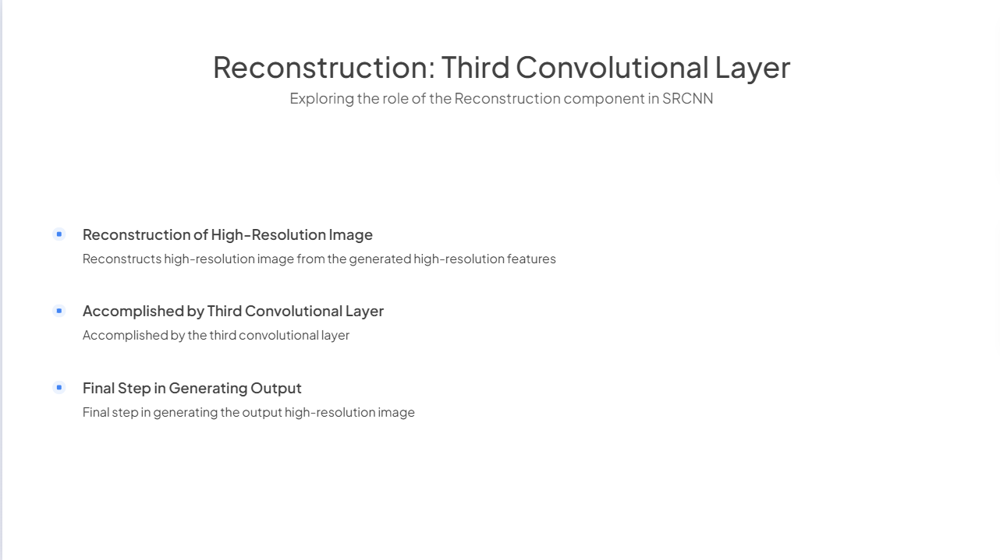 Reconstruction: Third Convolutional Layer
Exploring the role of the Reconstruction component in SRCNN
Reconstruction of High-Resolution Image
Reconstructs high-resolution image from the generated high-resolution features
Accomplished by Third Convolutional Layer
Accomplished by the third convolutional layer
Final Step in Generating Output
Final step in generating the output high-resolution image